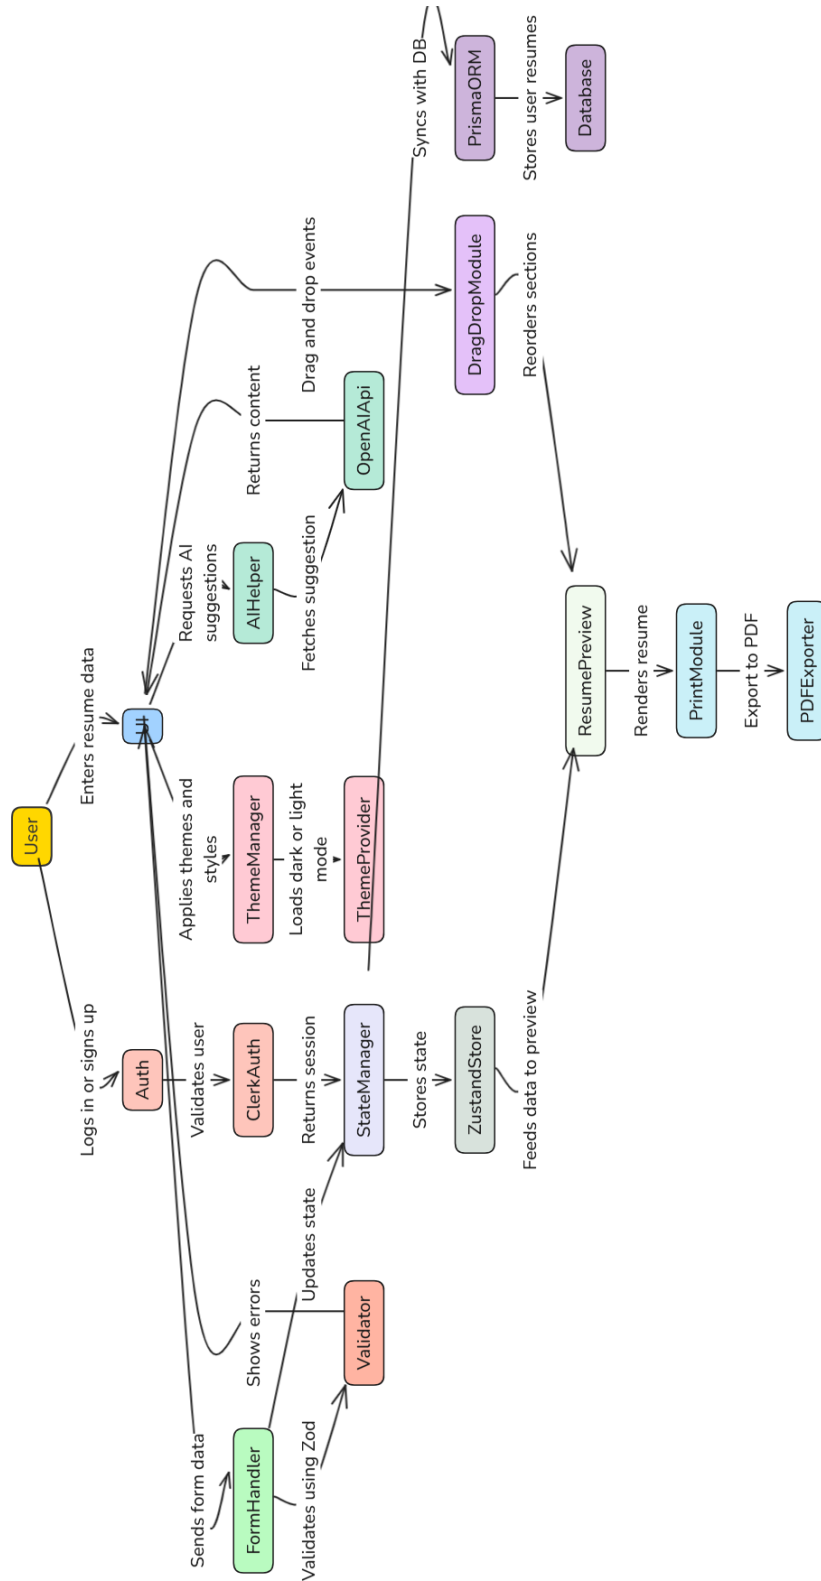 User
Logs in or signs up
Enters resume data
Auth
UI
Sends form data
Validates user
Applies themes and
styles
Requests AI
suggestions
FormHandler
ClerkAuth
ThemeManager
AIHelper
Shows errors
Returns content
Validates using Zod
Updates state
Returns session
Loads dark or light
mode
Fetches suggestion
Drag and drop events
Validator
StateManager
ThemeProvider
OpenAIApi
Stores state
Syncs with DB
ZustandStore
DragDropModule
PrismaORM
Feeds data to preview
Reorders sections
Stores user resumes
ResumePreview
Database
Renders resume
PrintModule
Export to PDF
PDFExporter